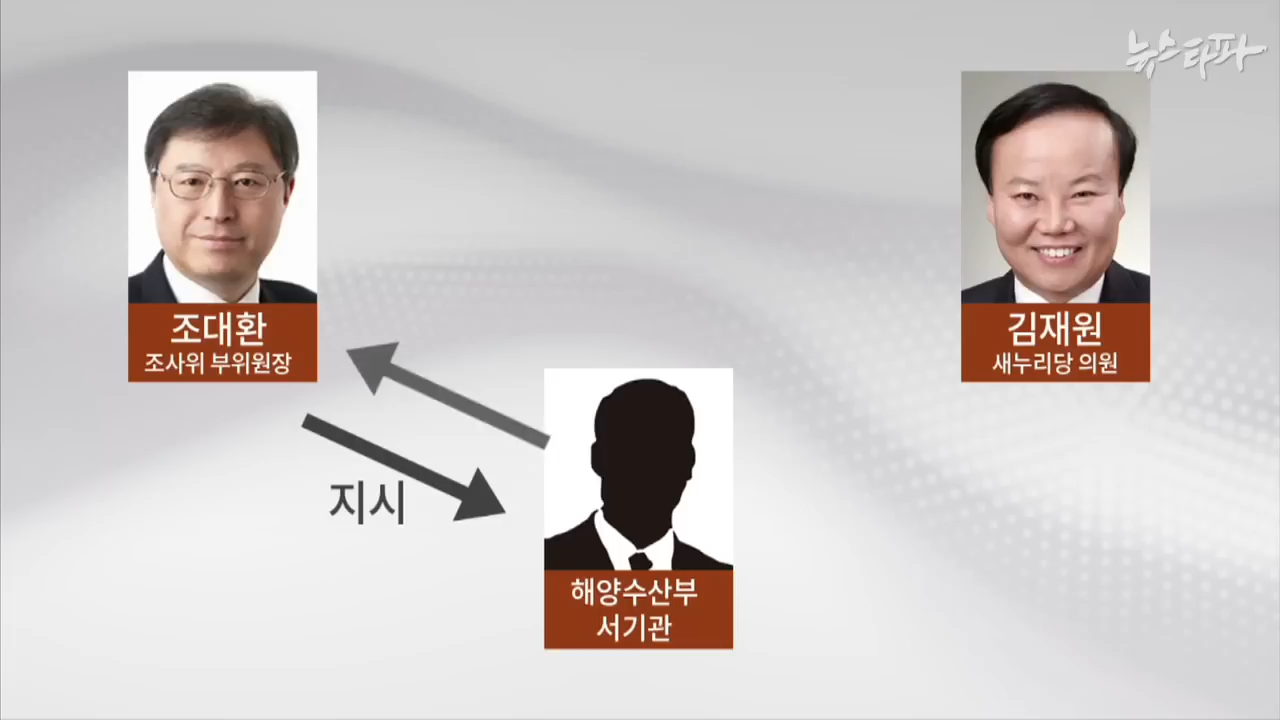 뉴스타파
조대환
조사위 부위원장
김재원
새누리당 의원
지시
해양수산부
서기관